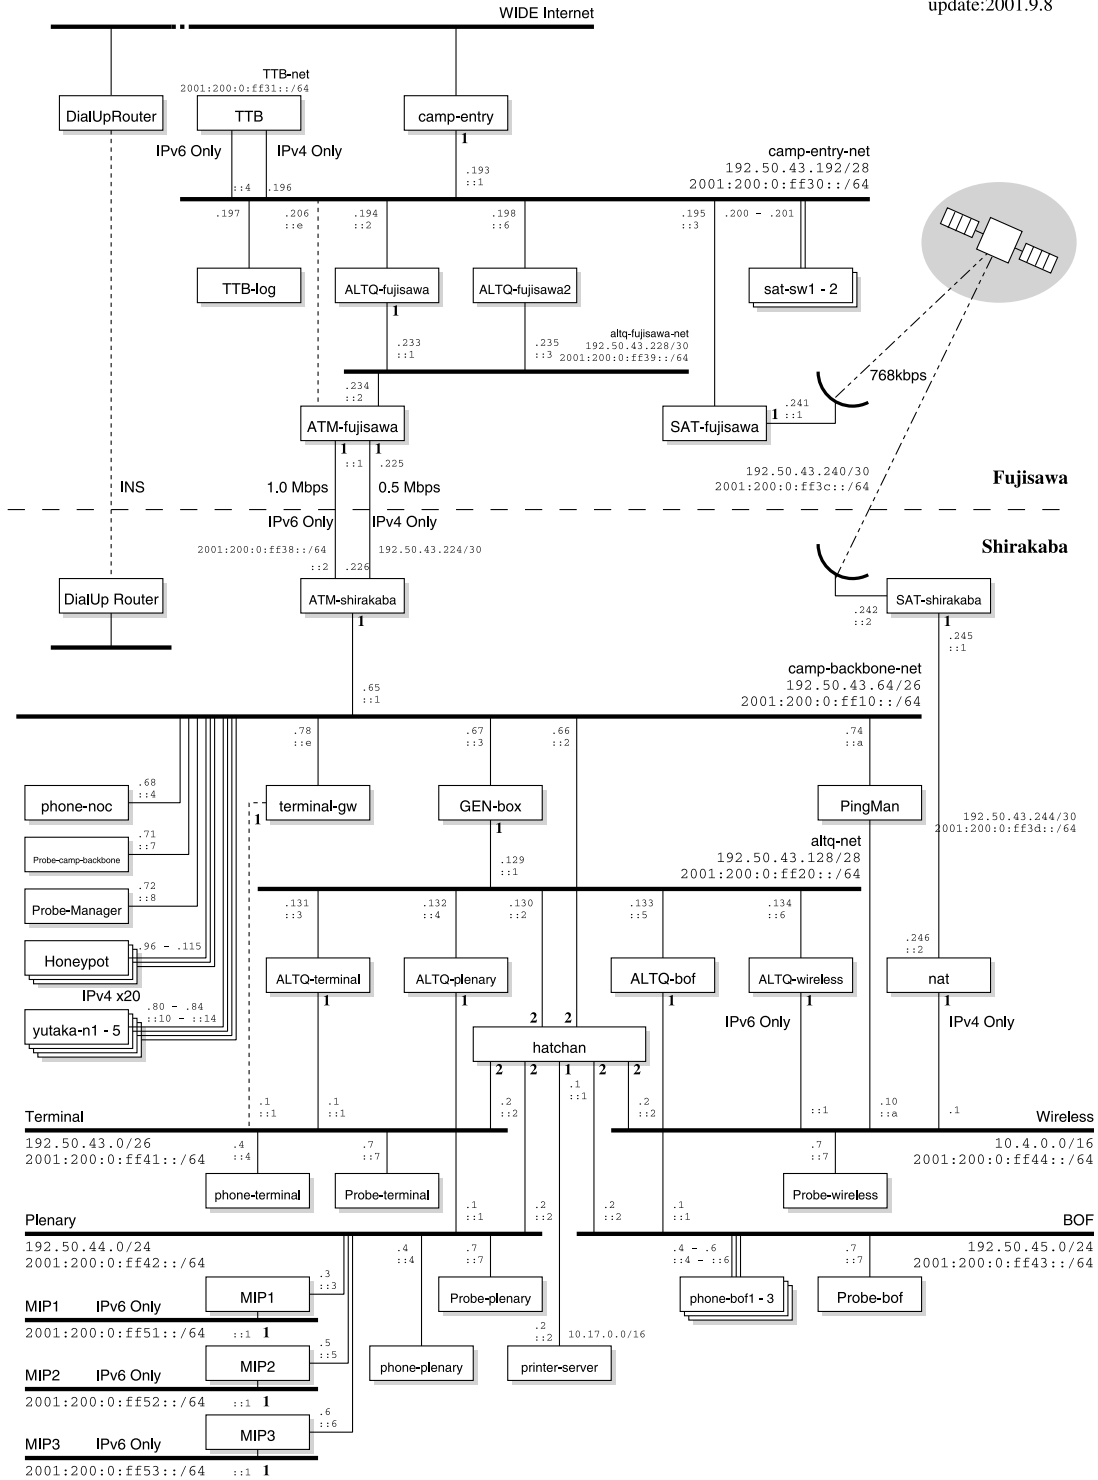 update:2001.9.8
WIDE Internet
TTB-net
2001:200:0:ff31::/64
DialUpRouter
TTB
camp-entry
1
IPv6 Only
IPv4 Only
.193
::1
camp-entry-net
192.50.43.192/28
2001:200:0:ff30::/64
::4
.196
.197
.206
::e
.194
::2
.198
::6
.195
::3
.200 - .201
TTB-log
ALTQ-fujisawa
1
ALTQ-fujisawa2
sat-sw1 - 2
.233
::1
.235
::3
altq-fujisawa-net
192.50.43.228/30
2001:200:0:ff39::/64
768kbps
.234
::2
ATM-fujisawa
1
1
SAT-fujisawa
1
.241
::1
::1
.225
192.50.43.240/30
2001:200:0:ff3c::/64
Fujisawa
INS
1.0 Mbps
0.5 Mbps
IPv6 Only
IPv4 Only
Shirakaba
2001:200:0:ff38::/64
192.50.43.224/30
::2
.226
DialUp Router
ATM-shirakaba
1
SAT-shirakaba
1
.242
::2
.245
::1
.65
::1
camp-backbone-net
192.50.43.64/26
2001:200:0:ff10::/64
.78
::e
.67
::3
.66
::2
.74
::a
phone-noc
.68
::4
terminal-gw
1
GEN-box
1
PingMan
192.50.43.244/30
2001:200:0:ff3d::/64
Probe-camp-backbone
.71
::7
.129
::1
altq-net
192.50.43.128/28
2001:200:0:ff20::/64
Probe-Manager
.72
::8
.131
::3
.132
::4
.130
::2
.133
::5
.134
::6
.246
::2
Honeypot
.96 - .115
IPv4 x20
ALTQ-terminal
1
ALTQ-plenary
1
ALTQ-bof
1
ALTQ-wireless
1
nat
1
IPv6 Only
IPv4 Only
yutaka-n1 - 5
.80 - .84
::10 - ::14
2
2
hatchan
2
2
1
2
2
.1
::1
Terminal
.1
::1
.1
::1
.2
::2
.2
::2
::1
.10
::a
.1
Wireless
192.50.43.0/26
2001:200:0:ff41::/64
.4
::4
.7
::7
.7
::7
10.4.0.0/16
2001:200:0:ff44::/64
phone-terminal
Probe-terminal
Probe-wireless
Plenary
.1
::1
.2
::2
.2
::2
.1
::1
BOF
192.50.44.0/24
2001:200:0:ff42::/64
.4
::4
.7
::7
.4 - .6
::4 - ::6
.7
::7
192.50.45.0/24
2001:200:0:ff43::/64
.3
::3
MIP1
IPv6 Only
MIP1
Probe-plenary
phone-bof1 - 3
Probe-bof
2001:200:0:ff51::/64
::1
1
.2
::2
10.17.0.0/16
.5
::5
MIP2
IPv6 Only
MIP2
phone-plenary
printer-server
2001:200:0:ff52::/64
::1
1
.6
::6
MIP3
IPv6 Only
MIP3
2001:200:0:ff53::/64
::1
1